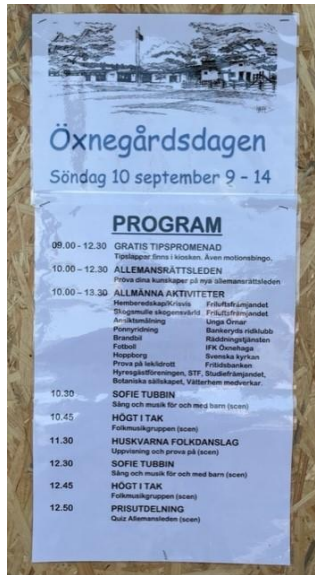 Öxnegårdsdagen
Söndag 10 september 9 – 14
PROGRAM
09.00 - 12.30 GRATIS TIPSPROMENAD
Tipslappar finns i kiosken. Även motionsbingo.
10.00 – 12.30 ALLEMANSRÄTTSLEDEN
Pröva dina kunskaper på nya allemansrättsleden
10.00 – 13.30 ALLMÄNNA AKTIVITETER
Hemberedskap/Krisvis Friluftsfrämjandet
Skogsmulle skogensvärld Friluftsfrämjandet
Ansiktsmålning Unga Örnar
Ponnyridning Bankeryds ridklubb
Brandbil Räddningstjänsten
Fotboll IFK Öxnehaga
Hoppborg Svenska kyrkan
Prova på lek/idrott Fritidsbanken
Hyresgästföreningen, STF, Studiefrämjandet,
Botaniska sällskapet, Vätterhem medverkar.
10.30 SOFIE TUBBIN
Sång och musik för och med barn (scen)
10.45 HÖGT I TAK
Folkmusikgruppen (scen)
11.30 HUSKVARNA FOLKDANSLAG
Uppvisning och prova på (scen)
12.30 SOFIE TUBBIN
Sång och musik för och med barn (scen)
12.45 HÖGT I TAK
Folkmusikgruppen (scen)
12.50 PRISUTDELNING
Quiz Allemansleden (scen)